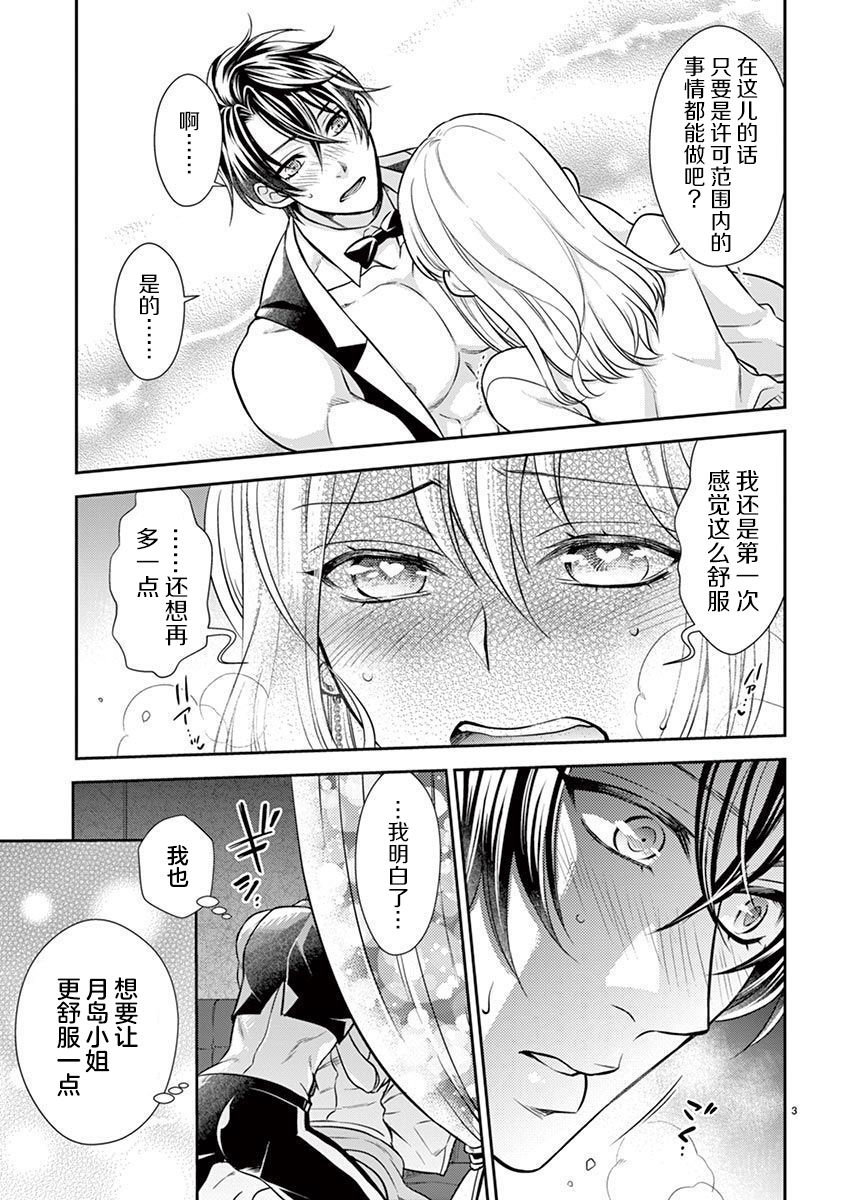 在这儿的话
只要是许可范围内的
事情都能做吧？
啊
……
是的……
我还是第一次
感觉这么舒服
……还想再
多一点
…我明白了…
我也
想要让
月岛小姐
更舒服一点
3